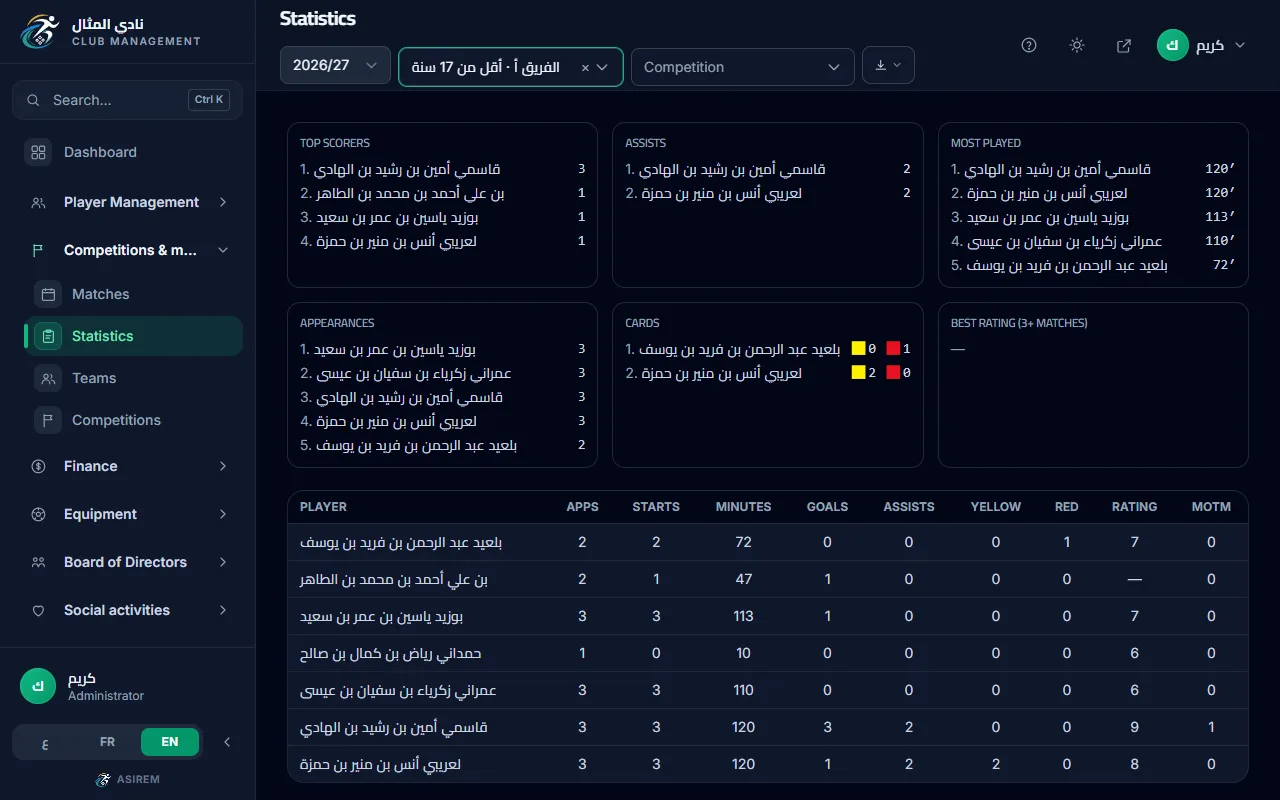 نادي المثال
CLUB MANAGEMENT
Search...
Ctrl K
Dashboard
Player Management
Competitions & m...
Matches
Statistics
Teams
Competitions
Finance
Equipment
Board of Directors
Social activities
ك
كريم
Administrator
ع
FR
EN
ASIREM
Statistics
2026/27
الفريق أ · أقل من 17 سنة
×
Competition
ك
كريم
TOP SCORERS
1. قاسمي أمين بن رشيد بن الهادي 3
2. بن علي أحمد بن محمد بن الطاهر 1
3. بوزيد ياسين بن عمر بن سعيد 1
4. لعريبي أنس بن منير بن حمزة 1
ASSISTS
1. قاسمي أمين بن رشيد بن الهادي 2
2. لعريبي أنس بن منير بن حمزة 2
MOST PLAYED
1. قاسمي أمين بن رشيد بن الهادي 120′
2. لعريبي أنس بن منير بن حمزة 120′
3. بوزيد ياسين بن عمر بن سعيد 113′
4. عمراني زكرياء بن سفيان بن عيسى 110′
5. بلعيد عبد الرحمن بن فريد بن يوسف 72′
APPEARANCES
1. بوزيد ياسين بن عمر بن سعيد 3
2. عمراني زكرياء بن سفيان بن عيسى 3
3. قاسمي أمين بن رشيد بن الهادي 3
4. لعريبي أنس بن منير بن حمزة 3
5. بلعيد عبد الرحمن بن فريد بن يوسف 2
CARDS
1. بلعيد عبد الرحمن بن فريد بن يوسف 0 1
2. لعريبي أنس بن منير بن حمزة 2 0
BEST RATING (3+ MATCHES)
—
PLAYER APPS STARTS MINUTES GOALS ASSISTS YELLOW RED RATING MOTM
بلعيد عبد الرحمن بن فريد بن يوسف 2 2 72 0 0 0 1 7 0
بن علي أحمد بن محمد بن الطاهر 2 1 47 1 0 0 0 — 0
بوزيد ياسين بن عمر بن سعيد 3 3 113 1 0 0 0 7 0
حمداني رياض بن كمال بن صالح 1 0 10 0 0 0 0 6 0
عمراني زكرياء بن سفيان بن عيسى 3 3 110 0 0 0 0 6 0
قاسمي أمين بن رشيد بن الهادي 3 3 120 3 2 0 0 9 1
لعريبي أنس بن منير بن حمزة 3 3 120 1 2 2 0 8 0